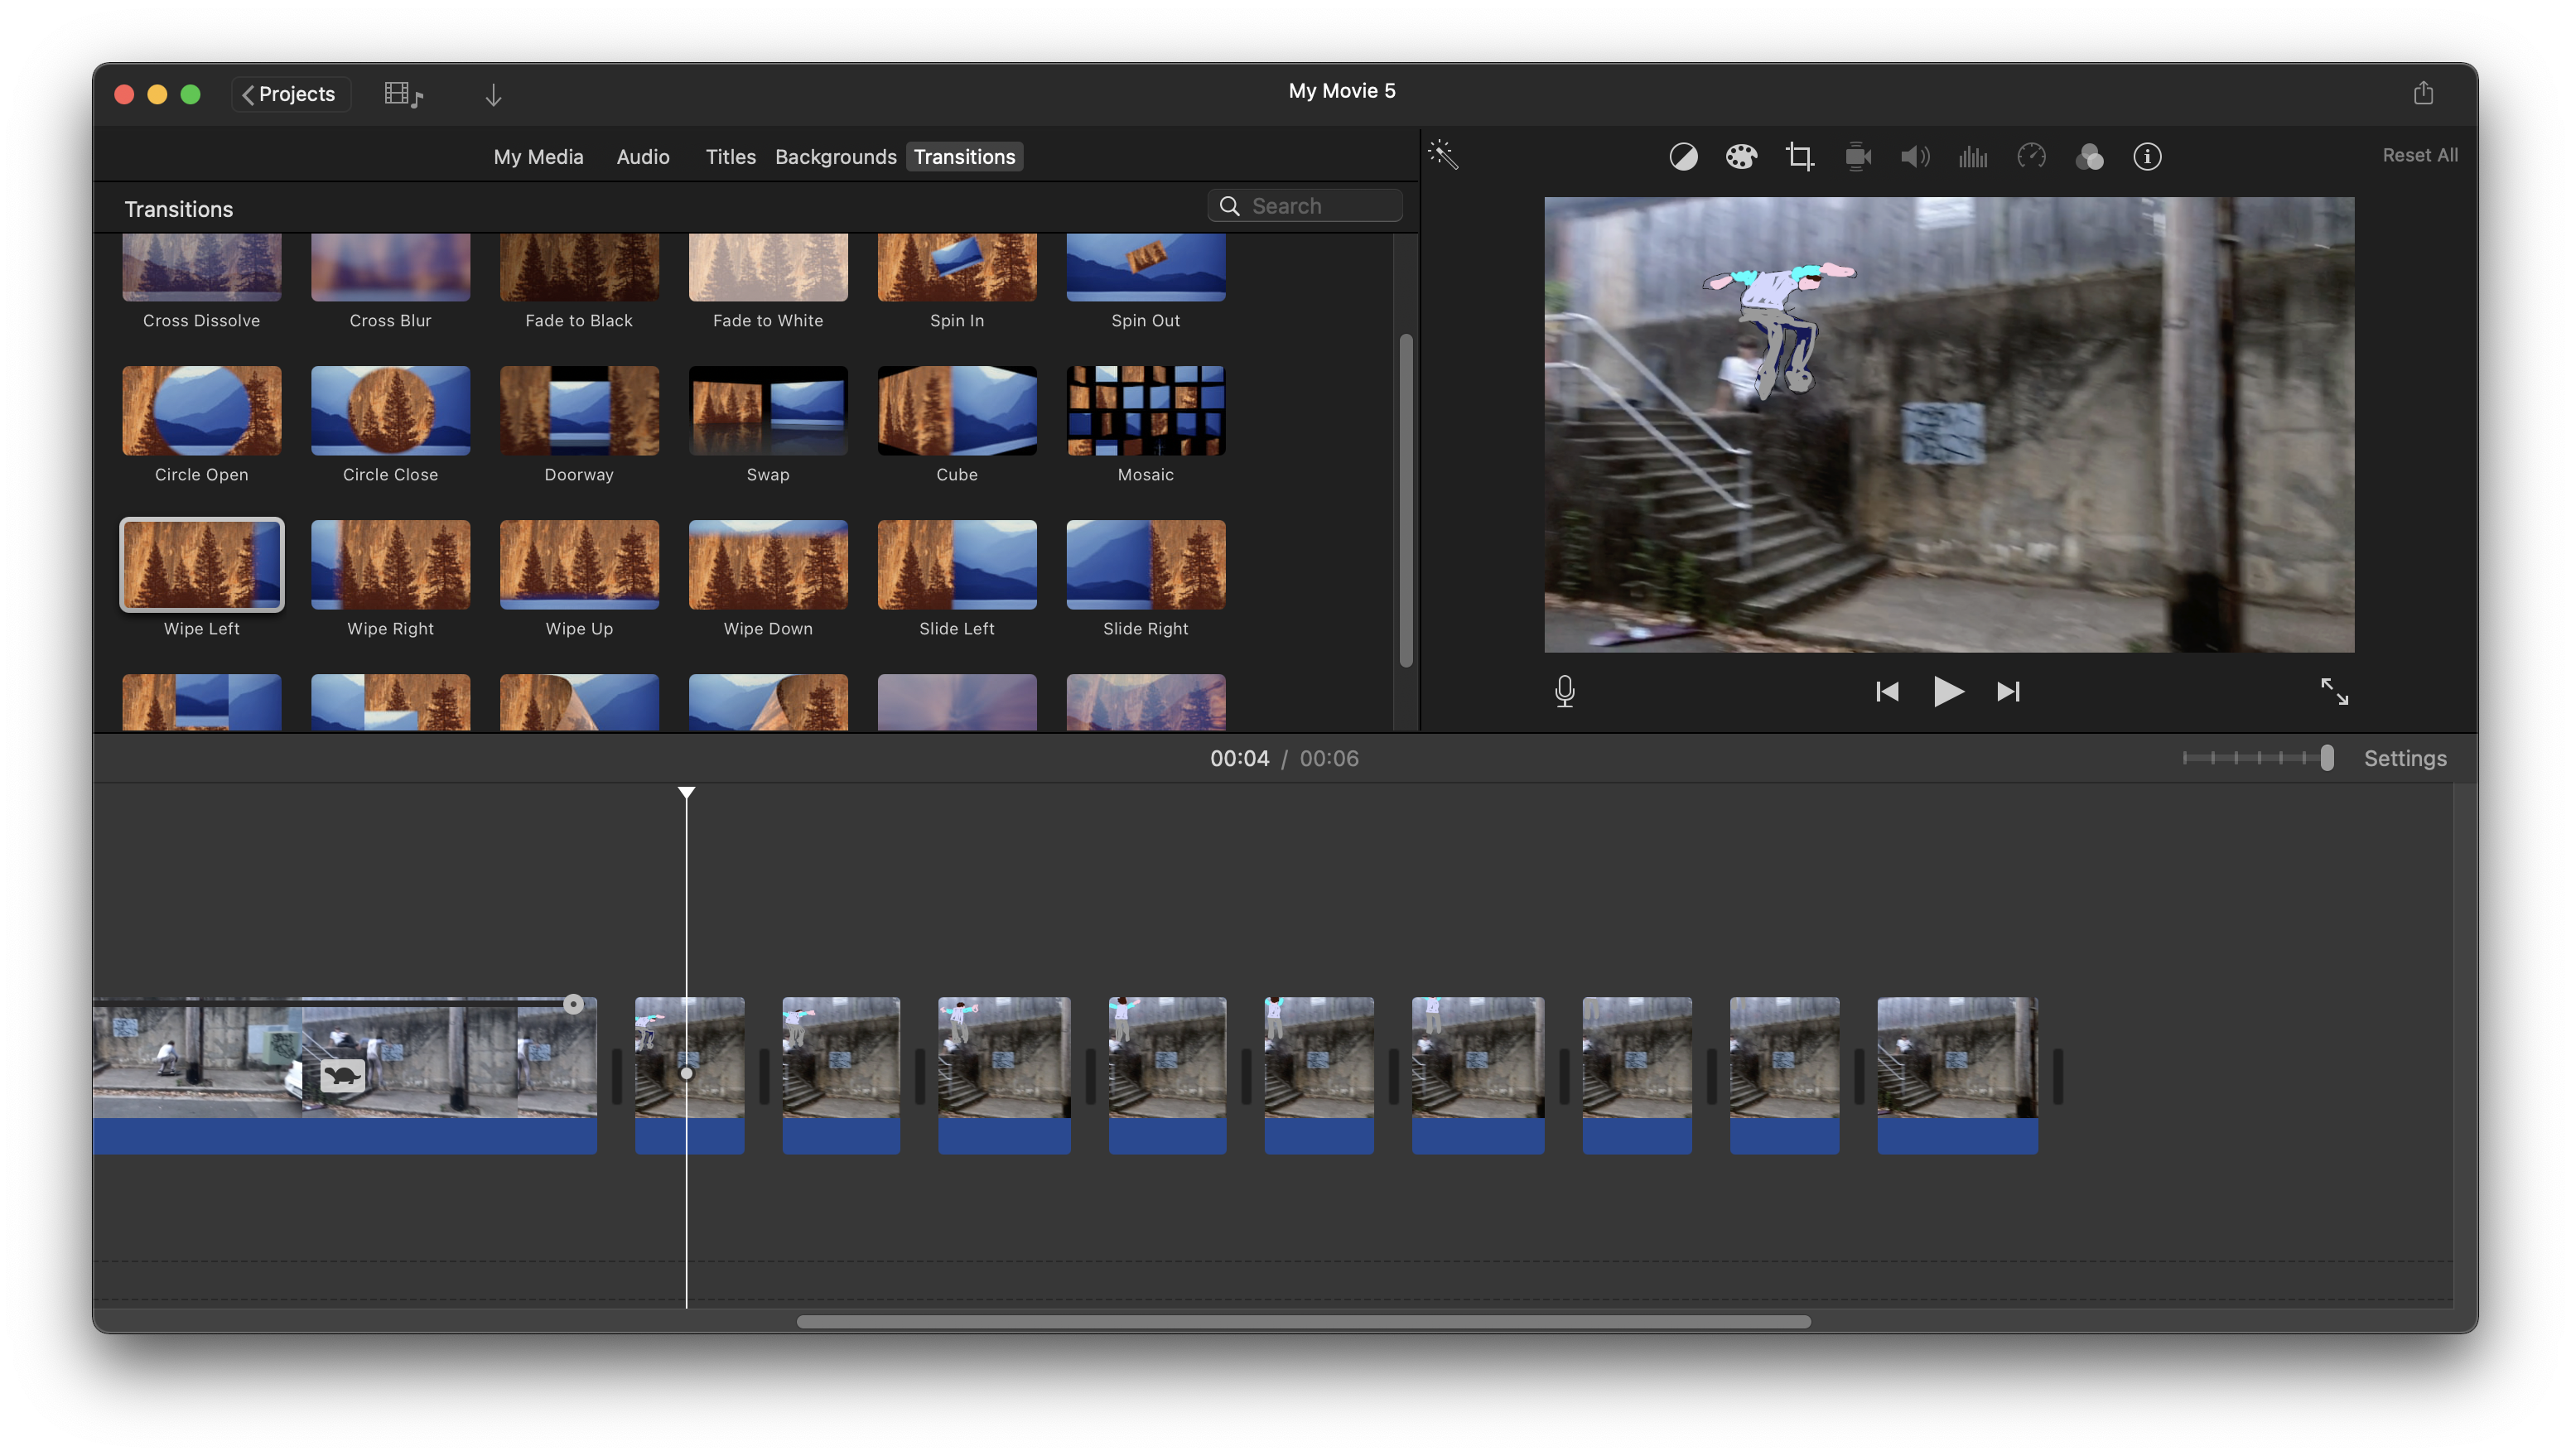 Projects
My Movie 5
My Media Audio Titles Backgrounds Transitions
Reset All
Transitions
Search
Cross Dissolve Cross Blur Fade to Black Fade to White Spin In Spin Out
Circle Open Circle Close Doorway Swap Cube Mosaic
Wipe Left Wipe Right Wipe Up Wipe Down Slide Left Slide Right
00:04 / 00:06
Settings